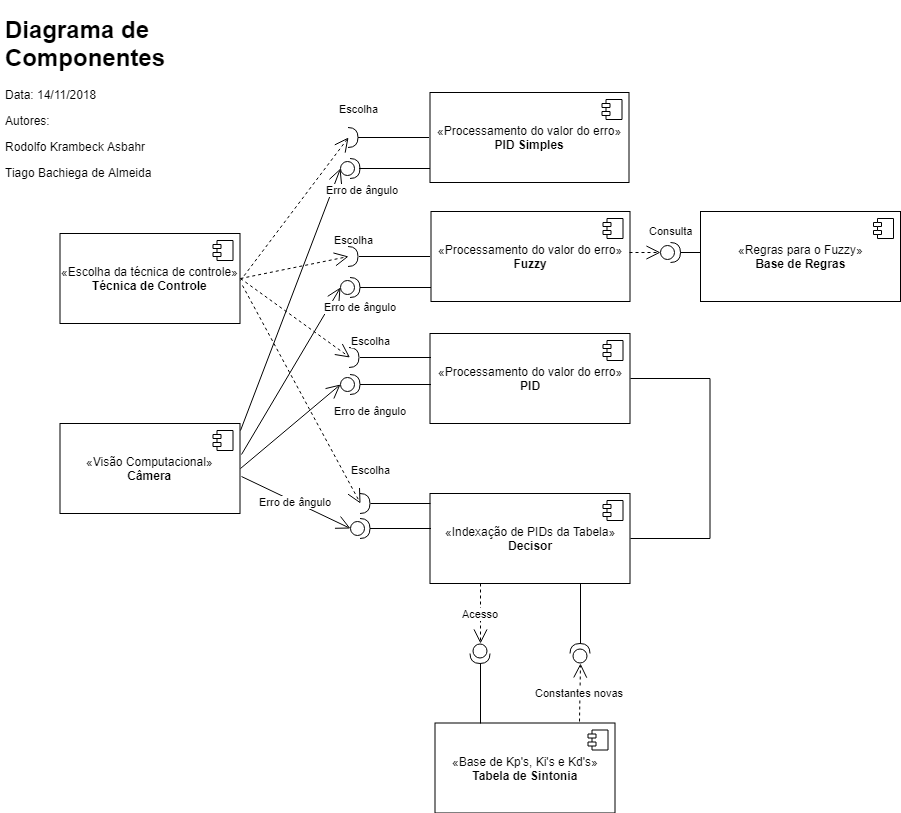 Diagrama de
Componentes
Data: 14/11/2018
Autores:
Rodolfo Krambeck Asbahr
Tiago Bachiega de Almeida
Escolha
«Processamento do valor do erro»
PID Simples
Erro de ângulo
«Escolha da técnica de controle»
Técnica de Controle
Escolha
«Processamento do valor do erro»
Fuzzy
Erro de ângulo
Consulta
«Regras para o Fuzzy»
Base de Regras
Escolha
«Processamento do valor do erro»
PID
Erro de ângulo
«Visão Computacional»
Câmera
Escolha
Erro de ângulo
«Indexação de PIDs da Tabela»
Decisor
Acesso
Constantes novas
«Base de Kp's, Ki's e Kd's»
Tabela de Sintonia